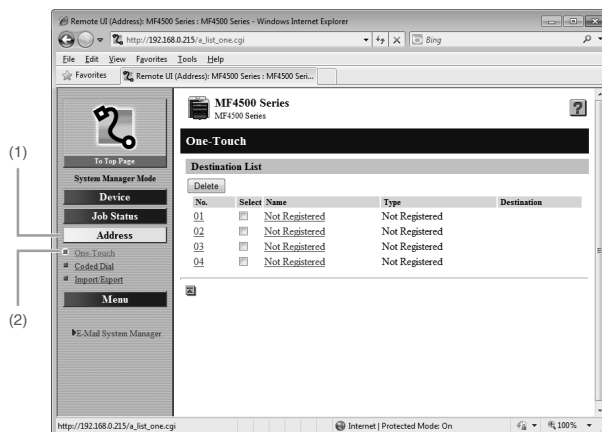 Remote UI (Address): MF4500 Series : MF4500 Series - Windows Internet Explorer
http://192.168.0.215/a_list_one.cgi
Bing
File Edit View Favorites Tools Help
Favorites Remote UI (Address): MF4500 Series : MF4500 Seri...
MF4500 Series
MF4500 Series
To Top Page
One-Touch
(1)
System Manager Mode
Destination List
Device
Delete
Job Status
No. Select Name Type Destination
Address
01 Not Registered Not Registered
02 Not Registered Not Registered
03 Not Registered Not Registered
04 Not Registered Not Registered
One-Touch
Coded Dial
Import/Export
Menu
(2)
E-Mail System Manager
http://192.168.0.215/a_list_one.cgi Internet | Protected Mode: On 100%